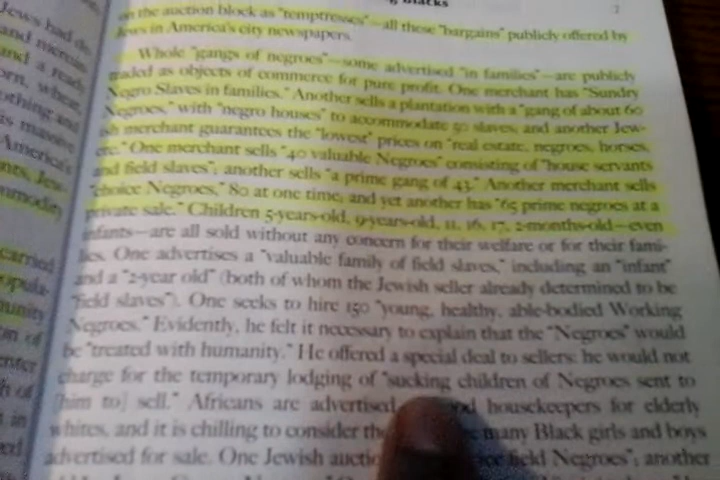 Blacks
on the auction block as "temptresses"—all these "bargains" publicly offered by
Jews in America's city newspapers.
Whole "gangs of negroes"—some advertised "in families"—are publicly
traded as objects of commerce for pure profit. One merchant has "Sundry
Negro Slaves in families." Another sells a plantation with a "gang of about 60
Negroes," with "negro houses" to accommodate 50 slaves, and another Jew-
ish merchant guarantees the "lowest" prices on "real estate, negroes, horses,
etc." One merchant sells "40 valuable Negroes" consisting of "house servants
and field slaves"; another sells "a prime gang of 43." Another merchant sells
"choice Negroes," 80 at one time; and yet another has "65 prime negroes at a
private sale." Children 5-years-old, 9-years-old, 11, 16, 17, 2-months-old—even
infants—are all sold without any concern for their welfare or for their fami-
lies. One advertises a "valuable family of field slaves," including an "infant"
and a "2-year old" (both of whom the Jewish seller already determined to be
"field slaves"). One seeks to hire 150 "young, healthy, able-bodied Working
Negroes." Evidently, he felt it necessary to explain that the "Negroes" would
be "treated with humanity." He offered a special deal to sellers: he would not
charge for the temporary lodging of "sucking children of Negroes sent to
[him to] sell." Africans are advertised housekeepers for elderly
whites, and it is chilling to consider many Black girls and boys
advertised for sale. One Jewish field Negroes"; another